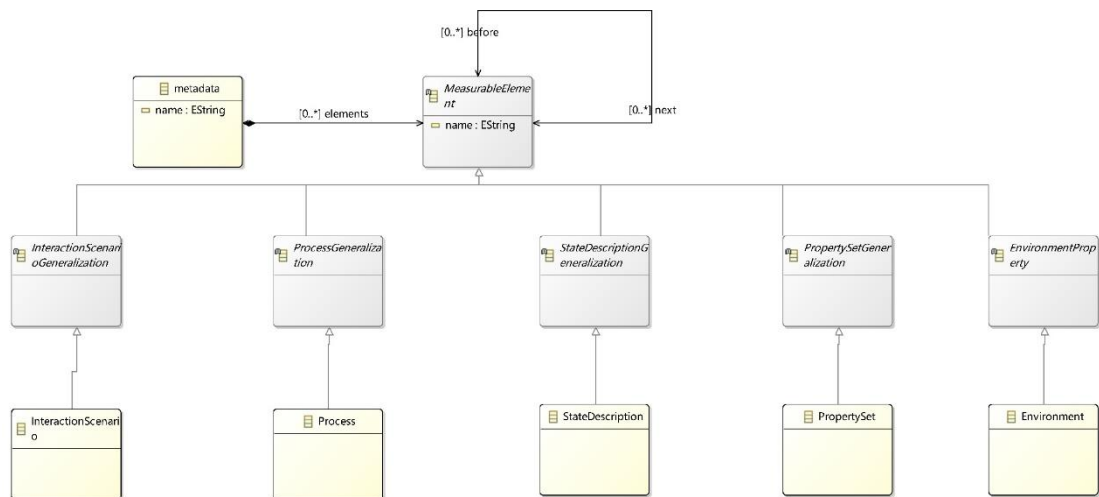 [0..*] before
metadata
name : EString
[0..*] elements
MeasurableEleme
nt
name : EString
[0..*] next
InteractionScenari
oGeneralization
ProcessGeneraliza
tion
StateDescriptionG
eneralization
PropertySetGener
alization
EnvironmentProp
erty
InteractionScenari
o
Process
StateDescription
PropertySet
Environment